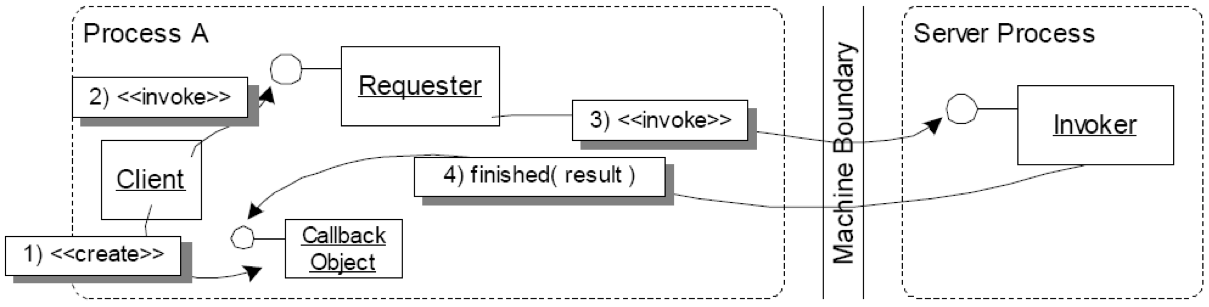 Process A
Server Process
Requester
2) <<invoke>>
3) <<invoke>>
Invoker
Machine Boundary
Client
4) finished( result )
Callback
Object
1) <<create>>